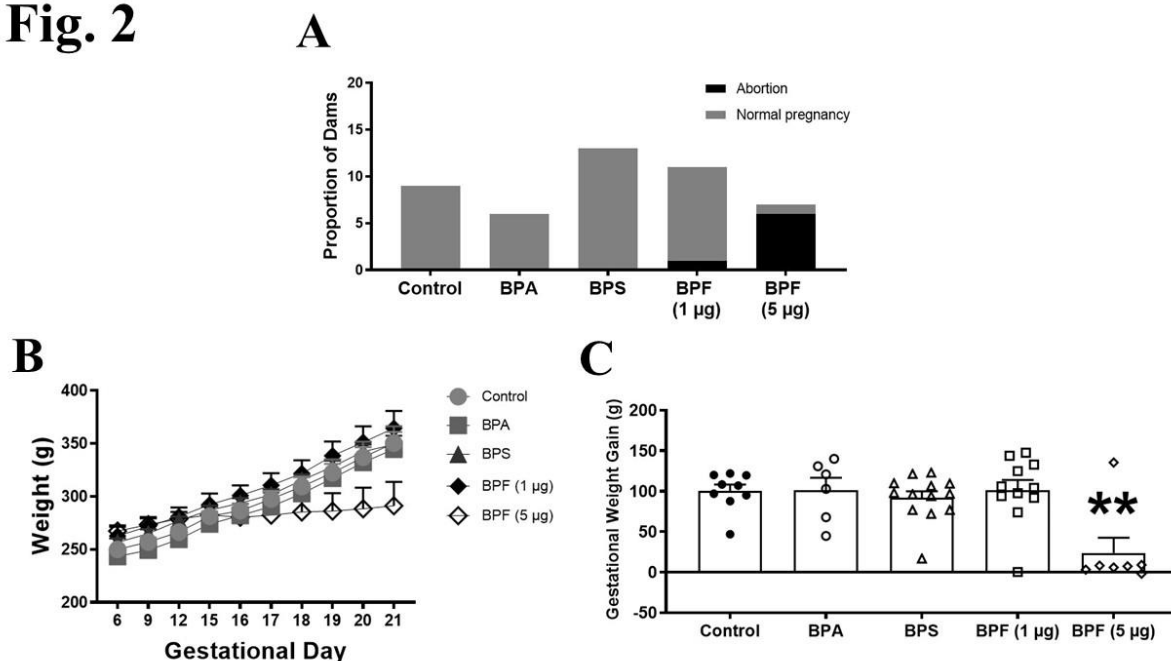 Fig. 2
A
20
15
10
5
0
Proportion of Dams
Abortion
Normal pregnancy
Control
BPA
BPS
BPF
(1 µg)
BPF
(5 µg)
B
400
350
300
250
200
Weight (g)
6 9 12 15 16 17 18 19 20 21
Gestational Day
Control
BPA
BPS
BPF (1 µg)
BPF (5 µg)
C
200
150
100
50
0
-50
Gestational Weight Gain (g)
**
Control
BPA
BPS
BPF (1 µg)
BPF (5 µg)